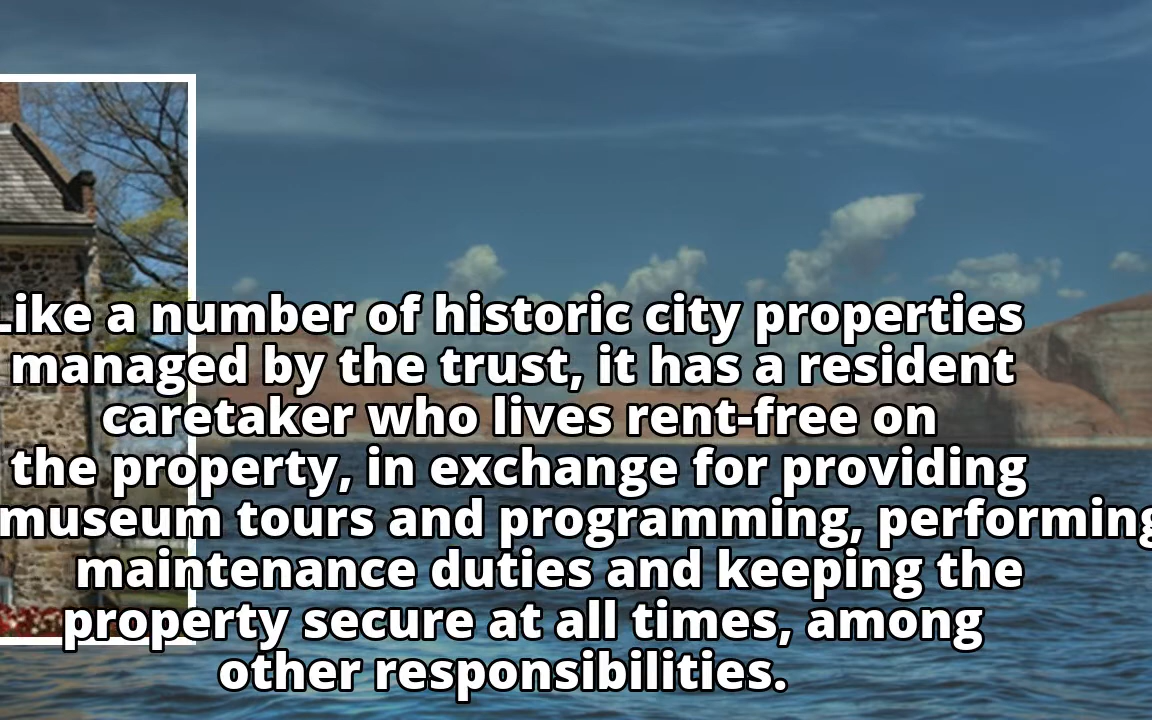 Like a number of historic city properties
managed by the trust, it has a resident
caretaker who lives rent-free on
the property, in exchange for providing
museum tours and programming, performing
maintenance duties and keeping the
property secure at all times, among
other responsibilities.